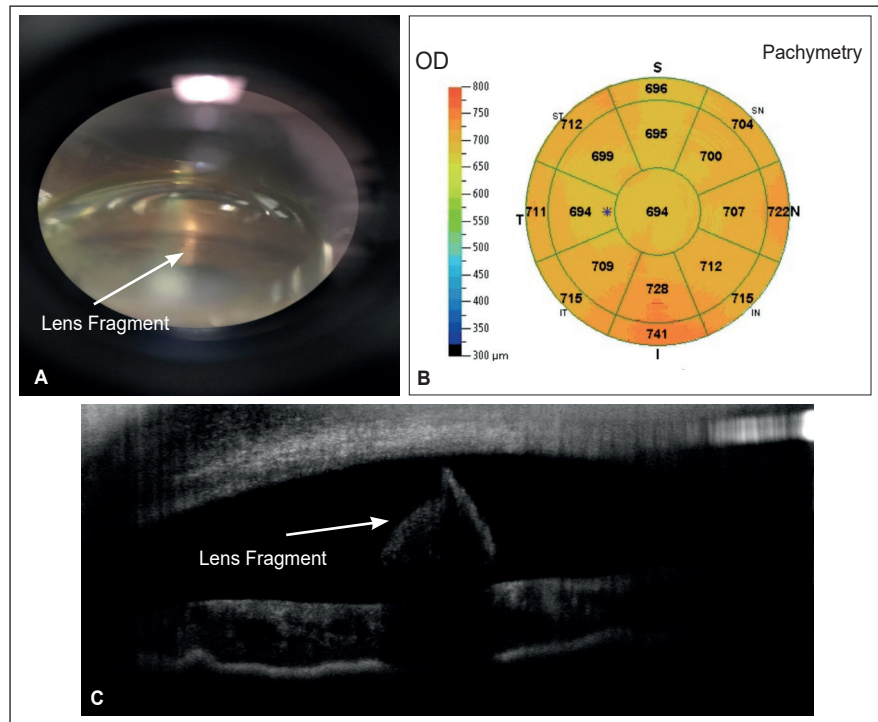 Lens Fragment
A
OD
Pachymetry
800
750
700
650
600
550
500
450
400
350
300 µm
S
696
ST
712
SN
704
695
699
700
T
711
694
*
694
707
722
N
709
712
728
715
IT
715
IN
741
I
B
Lens Fragment
C